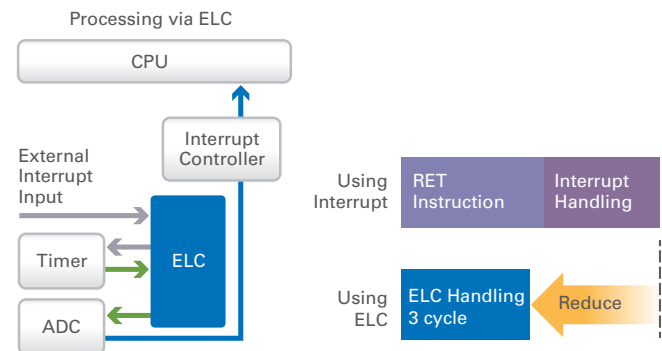 Processing via ELC
CPU
Interrupt
Controller
External
Interrupt
Input
Timer
ELC
ADC
Using
Interrupt
RET
Instruction
Interrupt
Handling
Using
ELC
ELC Handling
3 cycle
Reduce